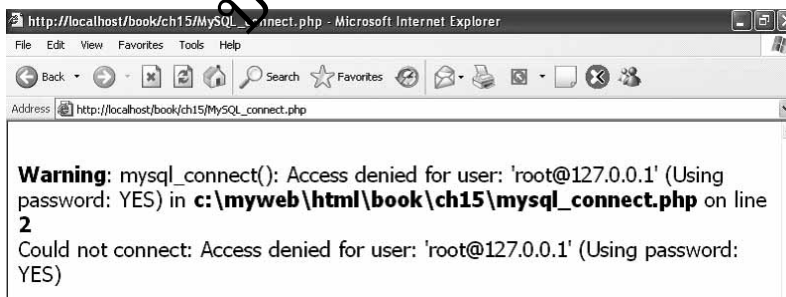 http://localhost/book/ch15/MySQL_connect.php - Microsoft Internet Explorer
File Edit View Favorites Tools Help
Back Search Favorites
Address http://localhost/book/ch15/MySQL_connect.php
Warning: mysql_connect(): Access denied for user: 'root@127.0.0.1' (Using
password: YES) in c:\myweb\html\book\ch15\mysql_connect.php on line
2
Could not connect: Access denied for user: 'root@127.0.0.1' (Using password:
YES)